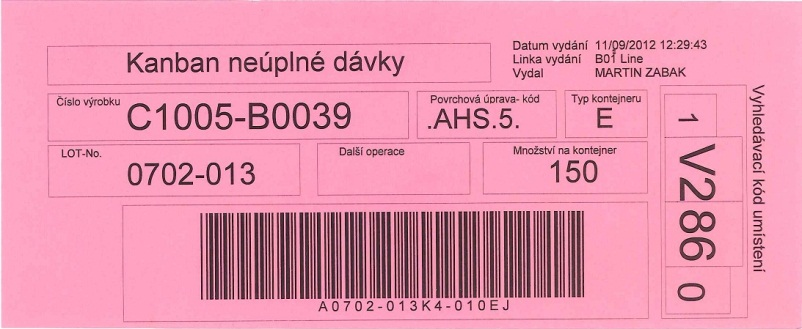 Kanban neúplné dávky
Datum vydání 11/09/2012 12:29:43
Linka vydání B01 Line
Vydal MARTIN ZABAK
Číslo výrobku
C1005-B0039
Povrchová úprava- kód
.AHS.5.
Typ kontejneru
E
LOT-No.
0702-013
Další operace
Množství na kontejner
150
A0702-013K4-010EJ
1 V286 0
Vyhledávací kód umístení